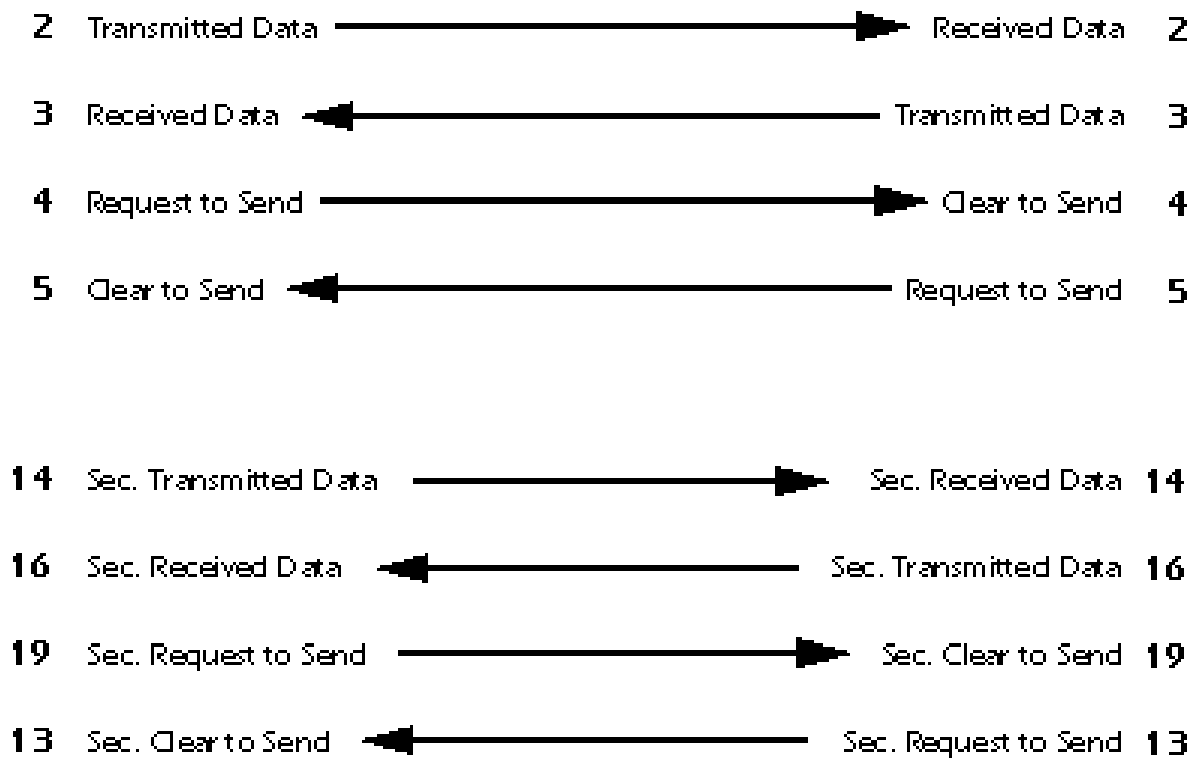 2 Transmitted Data Received Data 2
3 Received Data Transmitted Data 3
4 Request to Send Clear to Send 4
5 Clear to Send Request to Send 5
14 Sec. Transmitted Data Sec. Received Data 14
16 Sec. Received Data Sec. Transmitted Data 16
19 Sec. Request to Send Sec. Clear to Send 19
13 Sec. Clear to Send Sec. Request to Send 13